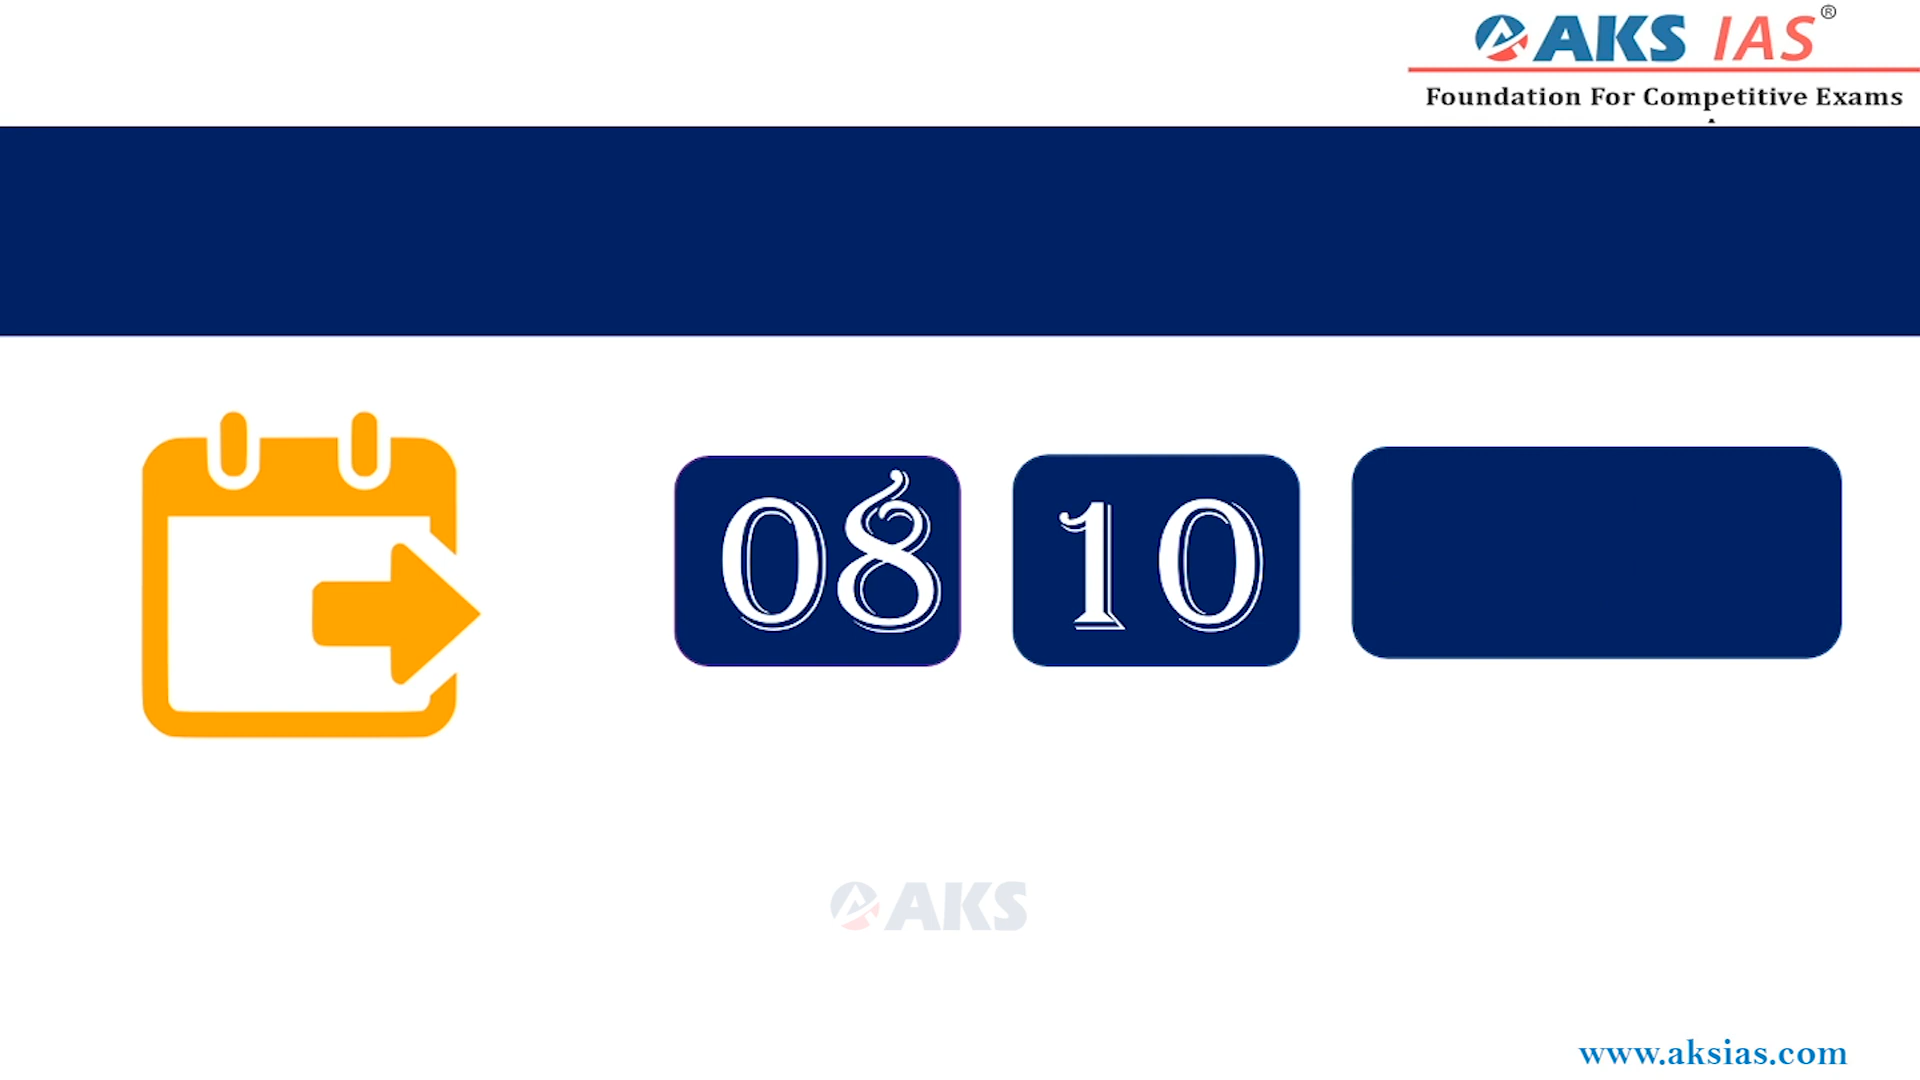 AKS IAS®
Foundation For Competitive Exams
08 10
AKS
www.aksias.com